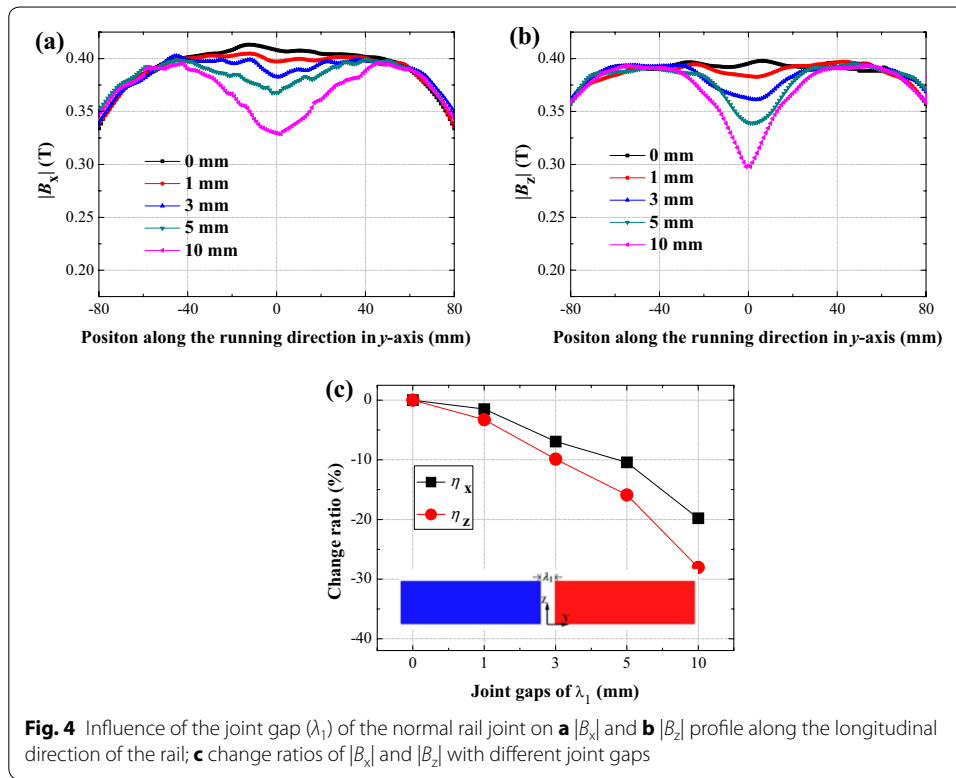 (a)
|Bx| (T)
0.40
0.35
0.30
0.25
0.20
0 mm
1 mm
3 mm
5 mm
10 mm
-80 -40 0 40 80
Positon along the running direction in y-axis (mm)
(b)
|Bz| (T)
0.40
0.35
0.30
0.25
0.20
0 mm
1 mm
3 mm
5 mm
10 mm
-80 -40 0 40 80
Positon along the running direction in y-axis (mm)
(c)
Change ratio (%)
0
-10
-20
-30
-40
ηx
ηz
λ1
Z
Y
0 1 3 5 10
Joint gaps of λ1 (mm)
Fig. 4 Influence of the joint gap (λ1) of the normal rail joint on a |Bx| and b |Bz| profile along the longitudinal
direction of the rail; c change ratios of |Bx| and |Bz| with different joint gaps